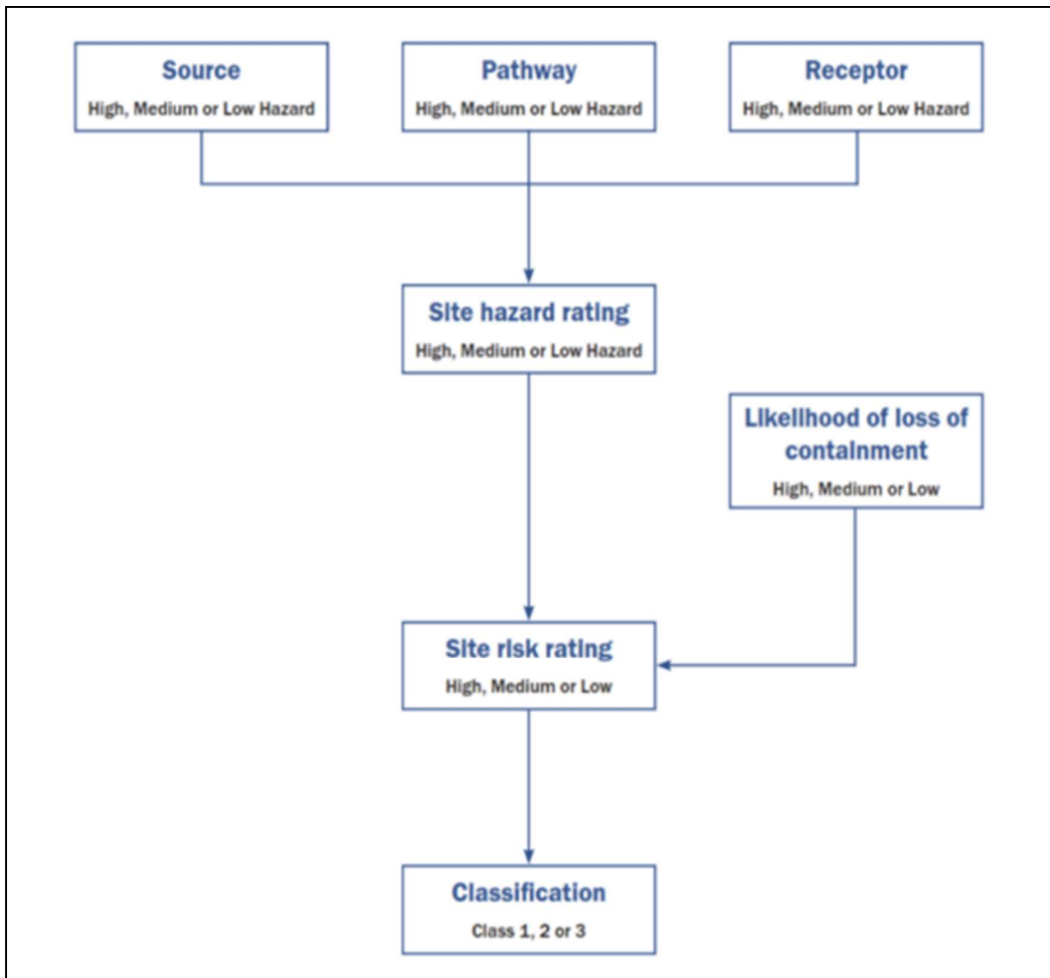 Source
High, Medium or Low Hazard
Pathway
High, Medium or Low Hazard
Receptor
High, Medium or Low Hazard
Site hazard rating
High, Medium or Low Hazard
Likelihood of loss of
containment
High, Medium or Low
Site risk rating
High, Medium or Low
Classification
Class 1, 2 or 3